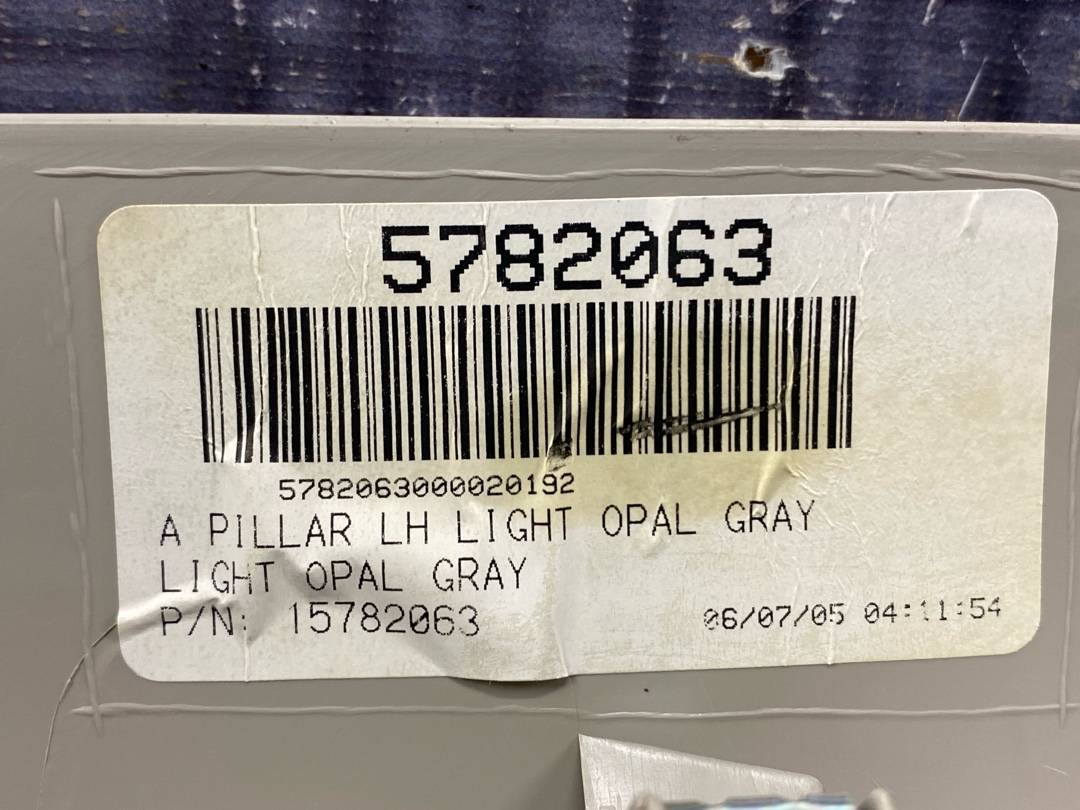 5782063
5782063000020192
A PILLAR LH LIGHT OPAL GRAY
LIGHT OPAL GRAY
P/N: 15782063
06/07/05 04:11:54